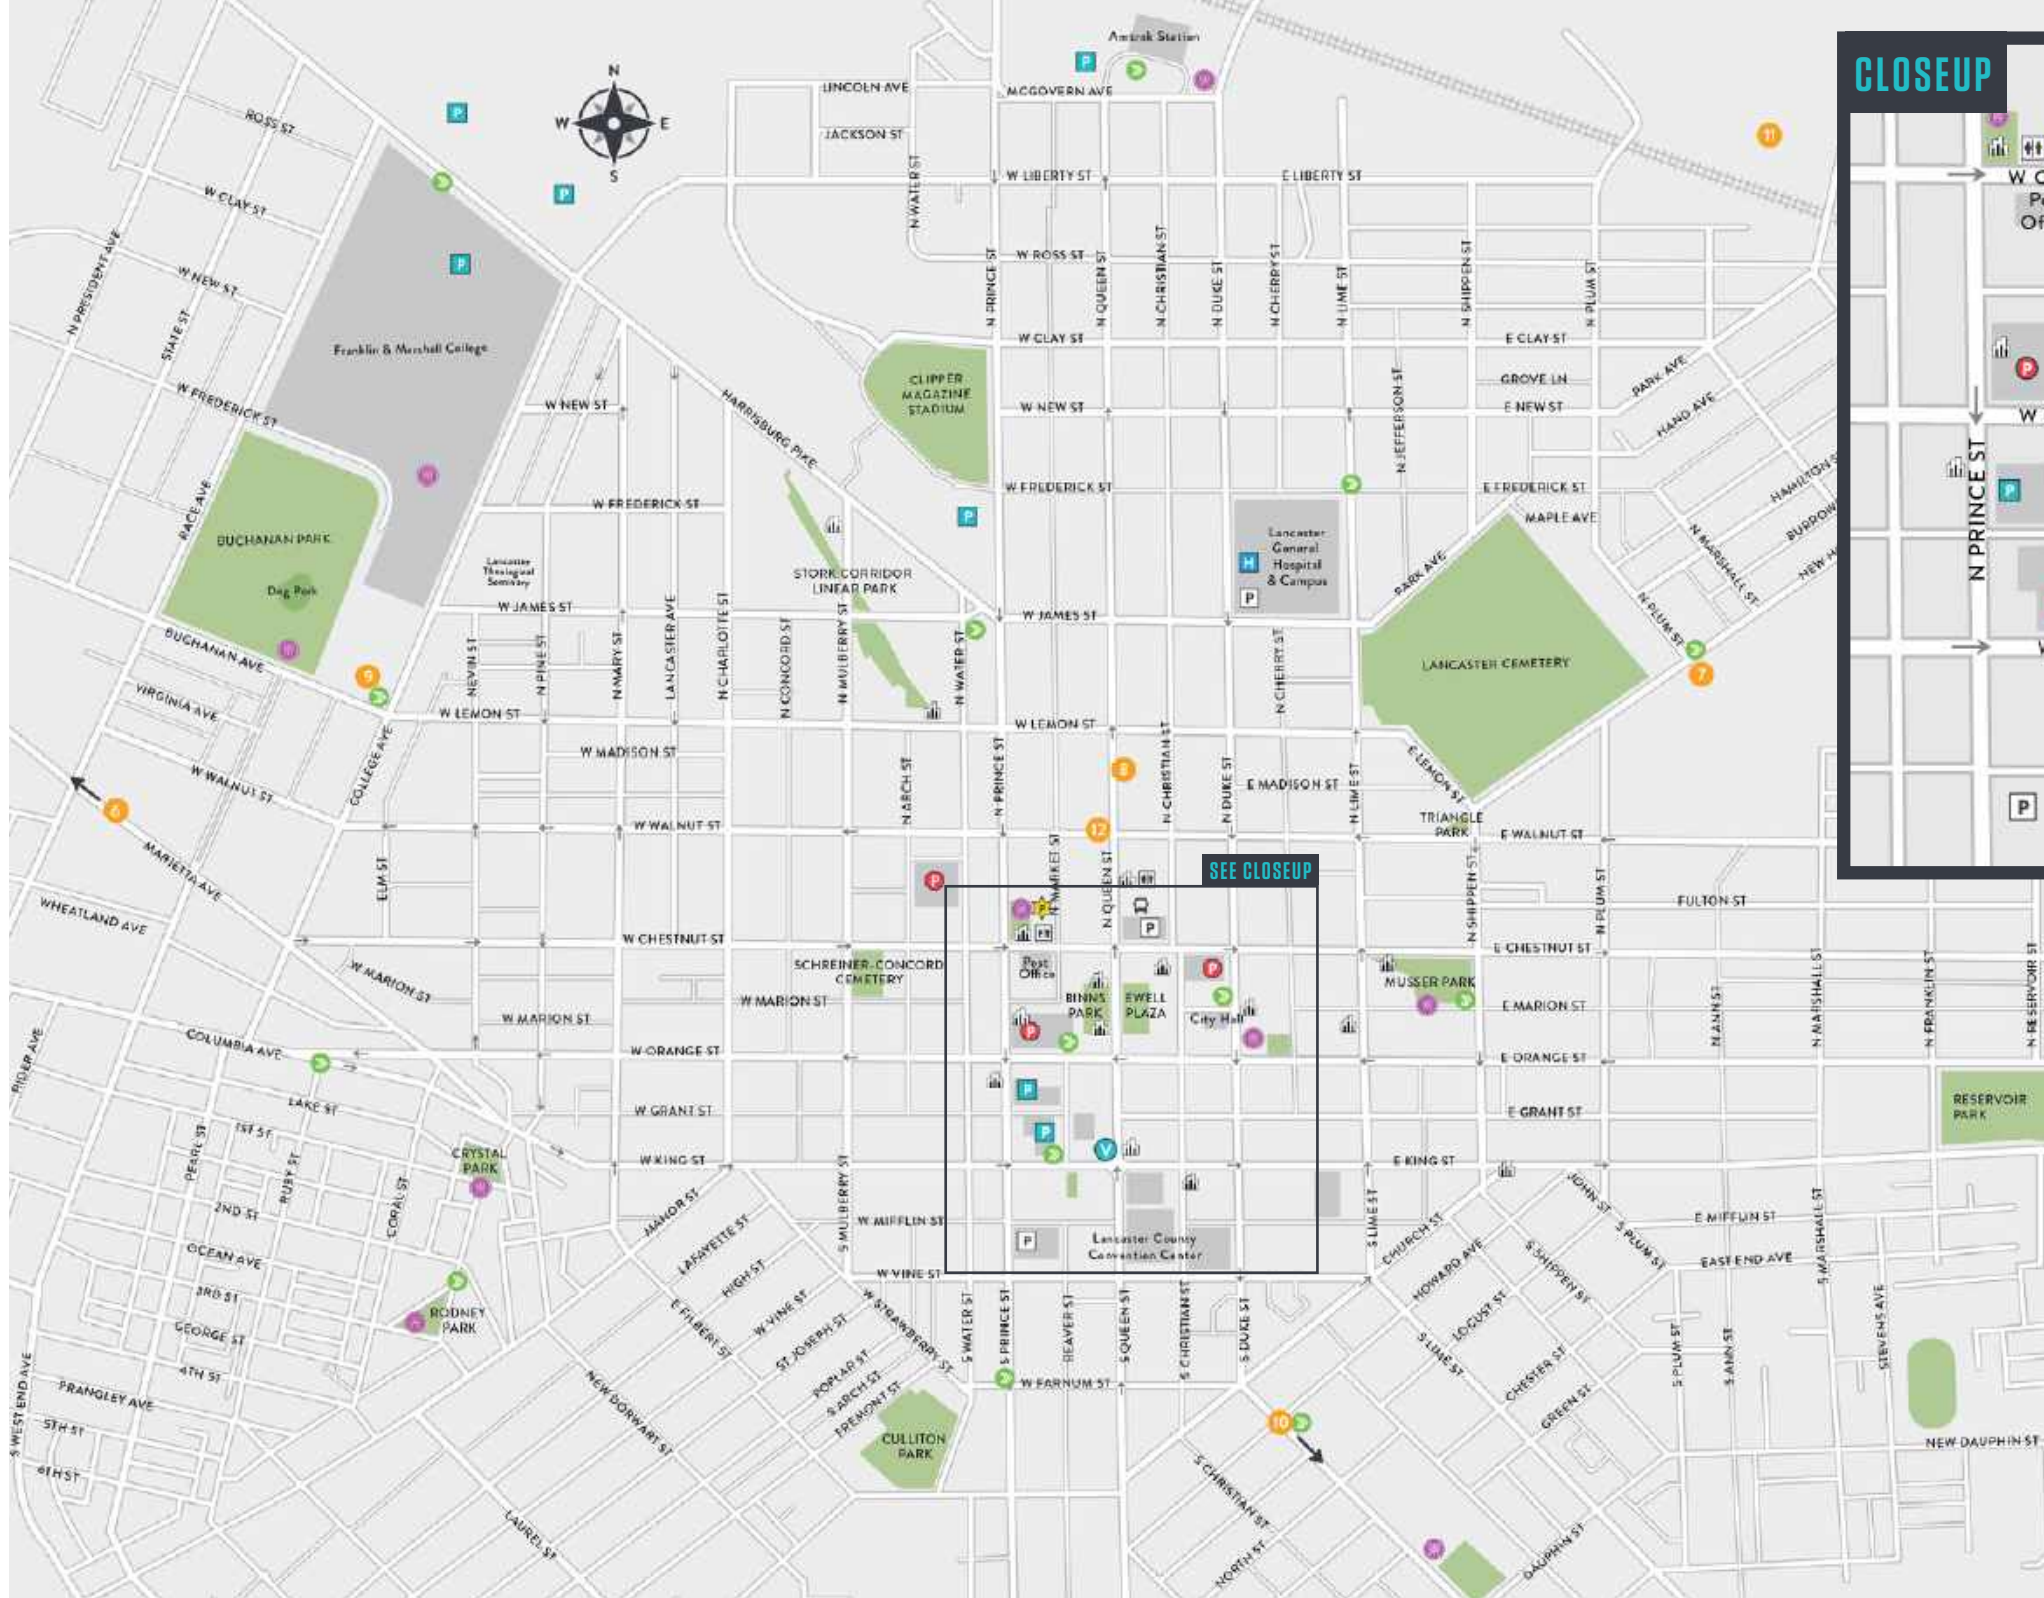 Amtrak Station
CLOSEUP
N
W
E
S
P
P
P
P
LINCOLN AVE
MCGOVERN AVE
JACKSON ST
ROSS ST
11
W LIBERTY ST
E LIBERTY ST
N WATER ST
W CLAY ST
W ROSS ST
N PRESIDENT AVE
STATE ST
W NEW ST
N PRINCE ST
N QUEEN ST
N CHRISTIAN ST
N DUKE ST
N CHERRY ST
N LIME ST
N SHIPPEN ST
N PLUM ST
Franklin & Marshall College
W CLAY ST
E CLAY ST
CLIPPER
MAGAZINE
STADIUM
GROVE LN
PARK AVE
HAND AVE
W FREDERICK ST
W NEW ST
HARRISBURG PIKE
W NEW ST
E NEW ST
N JEFFERSON ST
RACE AVE
W FREDERICK ST
W FREDERICK ST
E FREDERICK ST
MAPLE AVE
P
BUCHANAN PARK
Dog Park
Lancaster
Theological
Seminary
STORK CORRIDOR
LINEAR PARK
Lancaster
General
Hospital
& Campus
H
P
PARK AVE
N MARSHALL ST
N PLUM ST
W JAMES ST
W JAMES ST
BUCHANAN AVE
VIRGINIA AVE
9
NEVIN ST
N PINE ST
N MARY ST
LANCASTER AVE
N CHARLOTTE ST
N CONCORD ST
N MULBERRY ST
N WATER ST
N CHERRY ST
LANCASTER CEMETERY
7
W LEMON ST
W LEMON ST
E LEMON ST
W MADISON ST
E MADISON ST
W WALNUT ST
COLLEGE AVE
N ARCH ST
N PRINCE ST
8
N CHRISTIAN ST
N DUKE ST
N LIME ST
6
W WALNUT ST
12
TRIANGLE
PARK
E WALNUT ST
MARIETTA AVE
ELM ST
N MARKET ST
N QUEEN ST
SEE CLOSEUP
N SHIPPEN ST
N PLUM ST
FULTON ST
WHEATLAND AVE
P
P
P
W CHESTNUT ST
E CHESTNUT ST
W MARION ST
SCHREINER-CONCORD
CEMETERY
Post
Office
P
BINNS
PARK
EWELL
PLAZA
City Hall
MUSSER PARK
W MARION ST
W MARION ST
E MARION ST
N ANN ST
N MARSHALL ST
N FRANKLIN ST
N RESERVOIR ST
P
COLUMBIA AVE
W ORANGE ST
E ORANGE ST
RIDER AVE
LAKE ST
P
W GRANT ST
E GRANT ST
RESERVOIR
PARK
1ST ST
PEARL ST
RUBY ST
CORAL ST
CRYSTAL
PARK
P
V
W KING ST
E KING ST
2ND ST
MANOR ST
LAFAYETTE ST
S MULBERRY ST
W MIFFLIN ST
P
Lancaster County
Convention Center
S LIME ST
CHURCH ST
JOHN ST
S PLUM ST
E MIFFLIN ST
EAST END AVE
S MARSHALL ST
OCEAN AVE
3RD ST
GEORGE ST
4TH ST
RODNEY
PARK
HIGH ST
W VINE ST
W VINE ST
E FILBERT ST
ST JOSEPH ST
POPLAR ST
S ARCH ST
FREMONT ST
W STRAWBERRY ST
S WATER ST
S PRINCE ST
BEAVER ST
S QUEEN ST
S CHRISTIAN ST
S DUKE ST
HOWARD AVE
S SHIPPEN ST
LOCUST ST
S LIME ST
CHESTER ST
GREEN ST
S PLUM ST
S ANN ST
STEVENS AVE
S WEST END AVE
PRANGLEY AVE
5TH ST
6TH ST
NEW DORWART ST
W FARNUM ST
CULLITON
PARK
10
NEW DAUPHIN ST
LAUREL ST
S CHRISTIAN ST
NORTH ST
DAUPHIN ST
P
W
N PRINCE ST
P
P